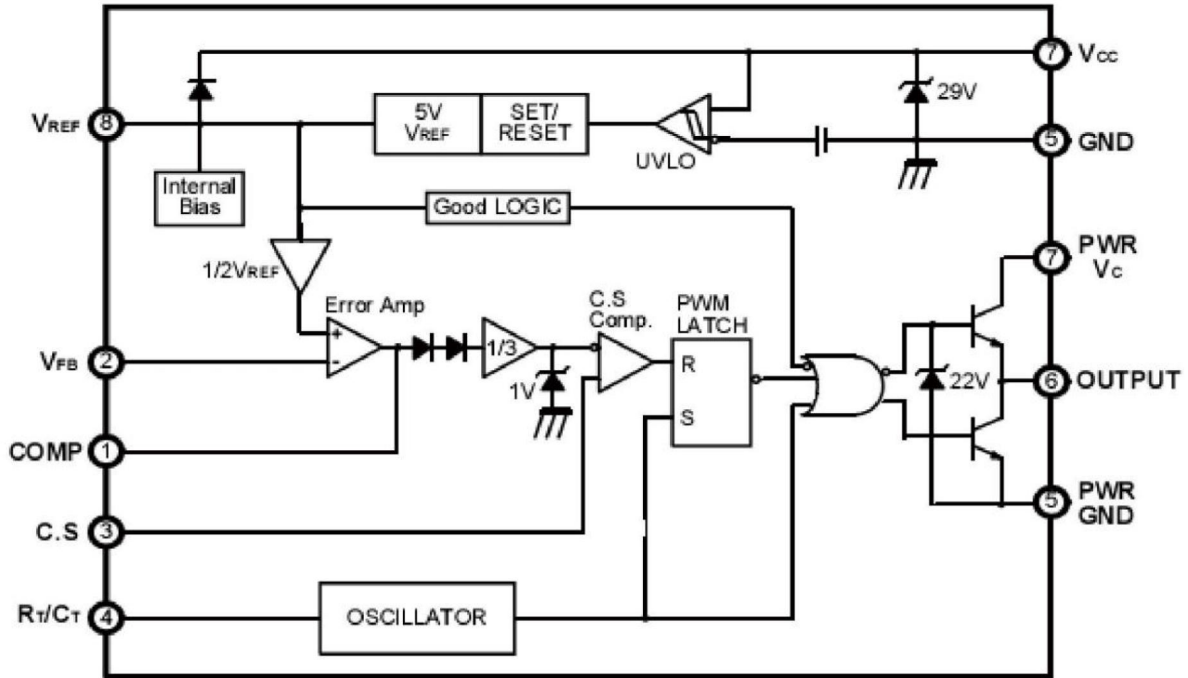 7 VCC
29V
VREF 8
5V
VREF
SET/
RESET
UVLO
5 GND
Internal
Bias
Good LOGIC
1/2VREF
PWR
7
VC
Error Amp
C.S
Comp.
PWM
LATCH
VFB 2
+
-
1/3
1V
R
S
22V
6 OUTPUT
COMP 1
C.S 3
5 PWR
GND
RT/CT 4
OSCILLATOR